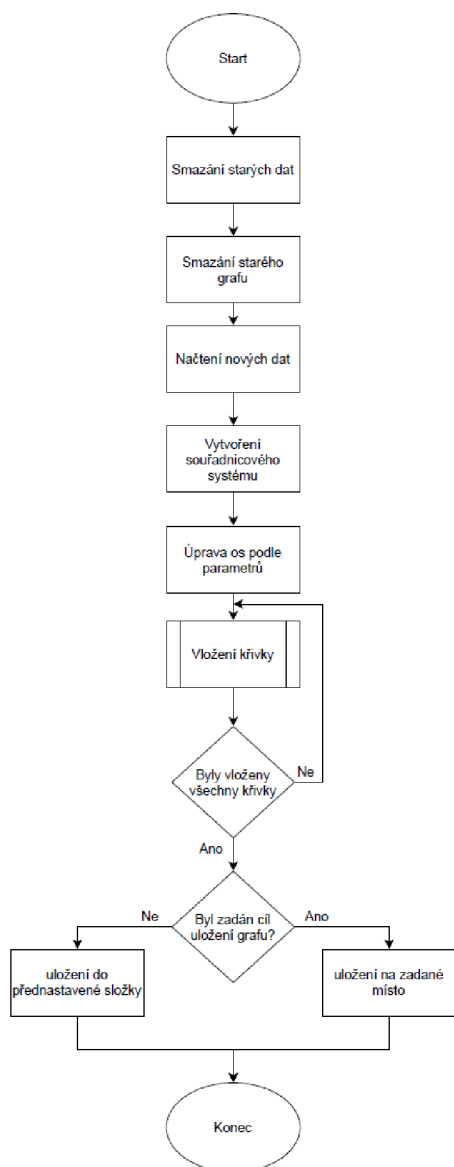 Start
Smazání starých dat
Smazání starého
grafu
Načtení nových dat
Vytvoření
souřadnicového
systému
Úprava os podle
parametrů
Vložení křivky
Byly vloženy
všechny křivky
Ne
Ano
Byl zadán cíl
uložení grafu?
Ne
Ano
uložení do
přednastavené složky
uložení na zadané
místo
Konec